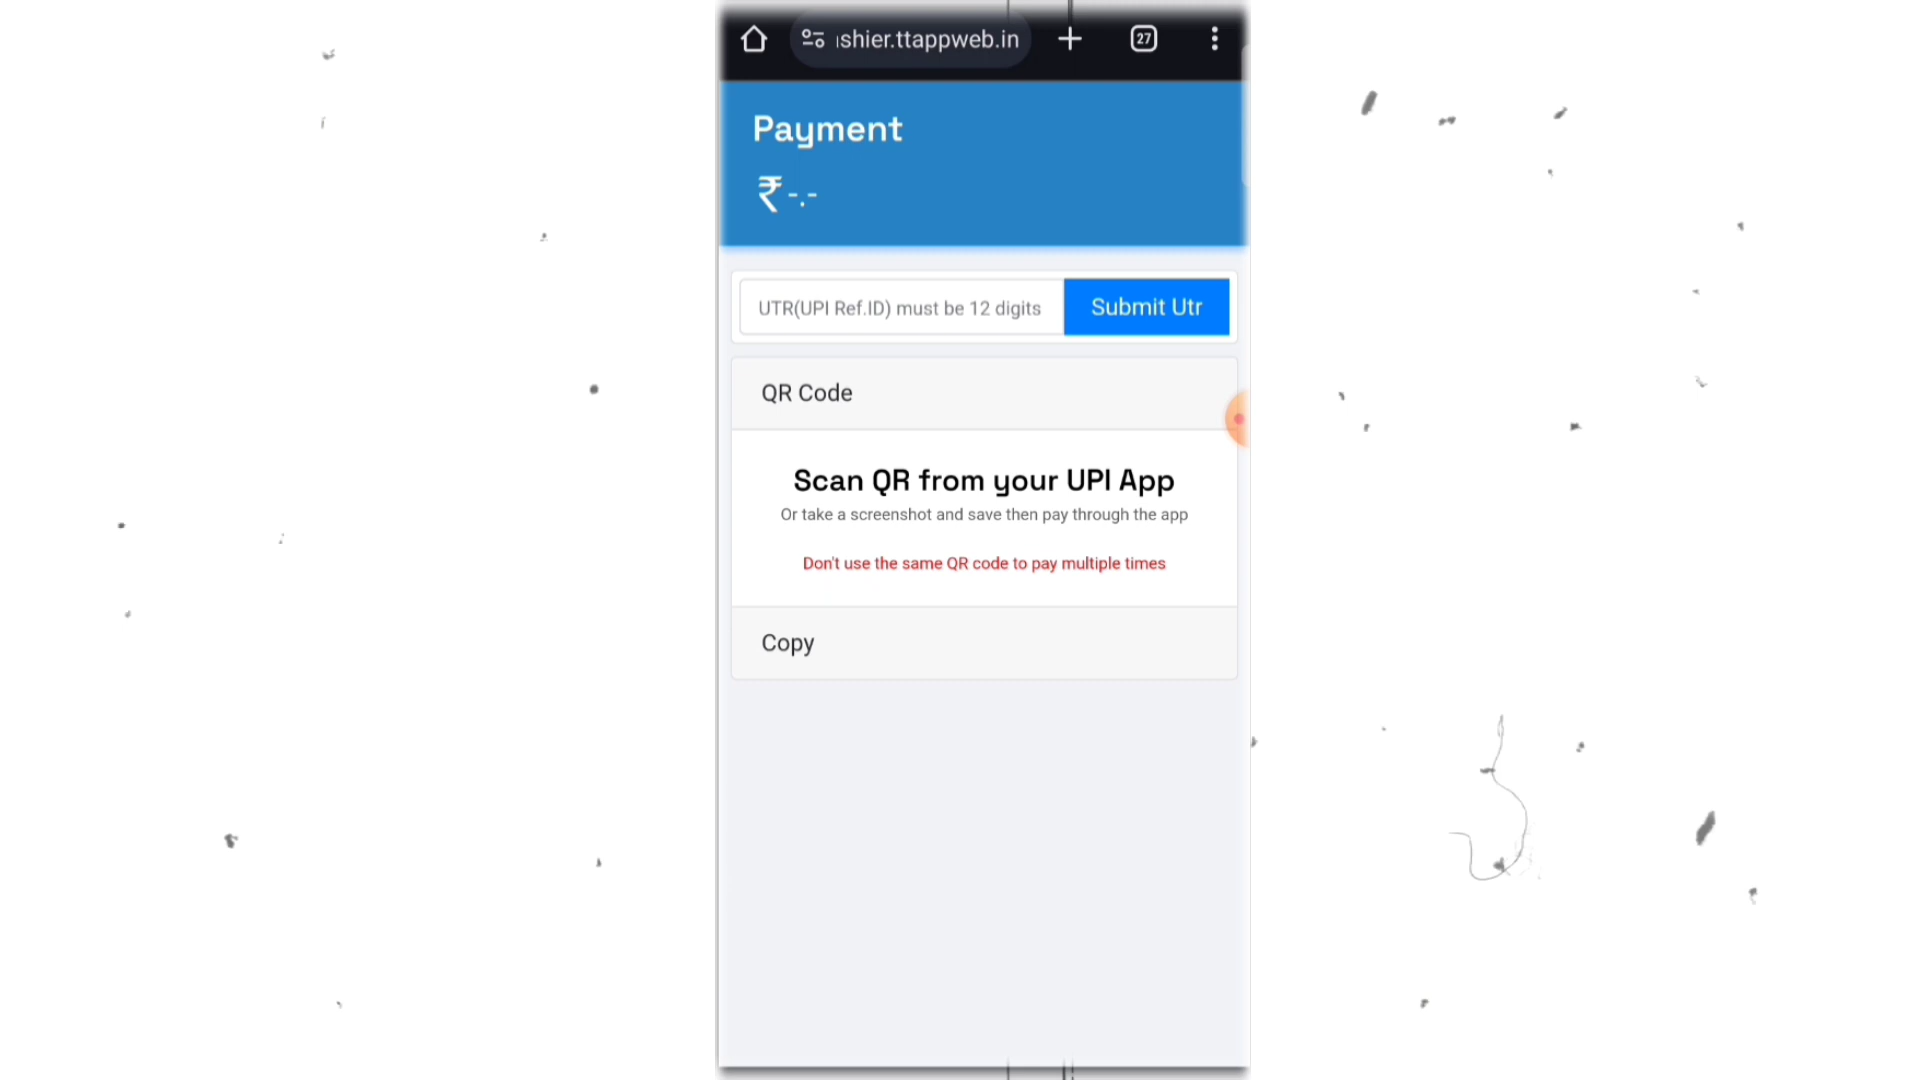 ıshier.ttappweb.in
27
Payment
₹ -.-
UTR(UPI Ref.ID) must be 12 digits
Submit Utr
QR Code
Scan QR from your UPI App
Or take a screenshot and save then pay through the app
Don't use the same QR code to pay multiple times
Copy